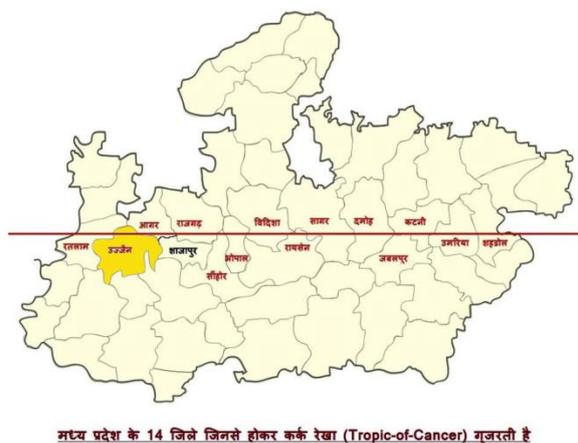 आगर राजगढ़ विदिशा सागर दमोह कटनी
रतलाम उज्जैन शाजापुर भोपाल रायसेन जबलपुर उमरिया शहडोल
सीहोर
मध्य प्रदेश के 14 जिले जिनसे होकर कर्क रेखा (Tropic-of-Cancer) गुजरती है